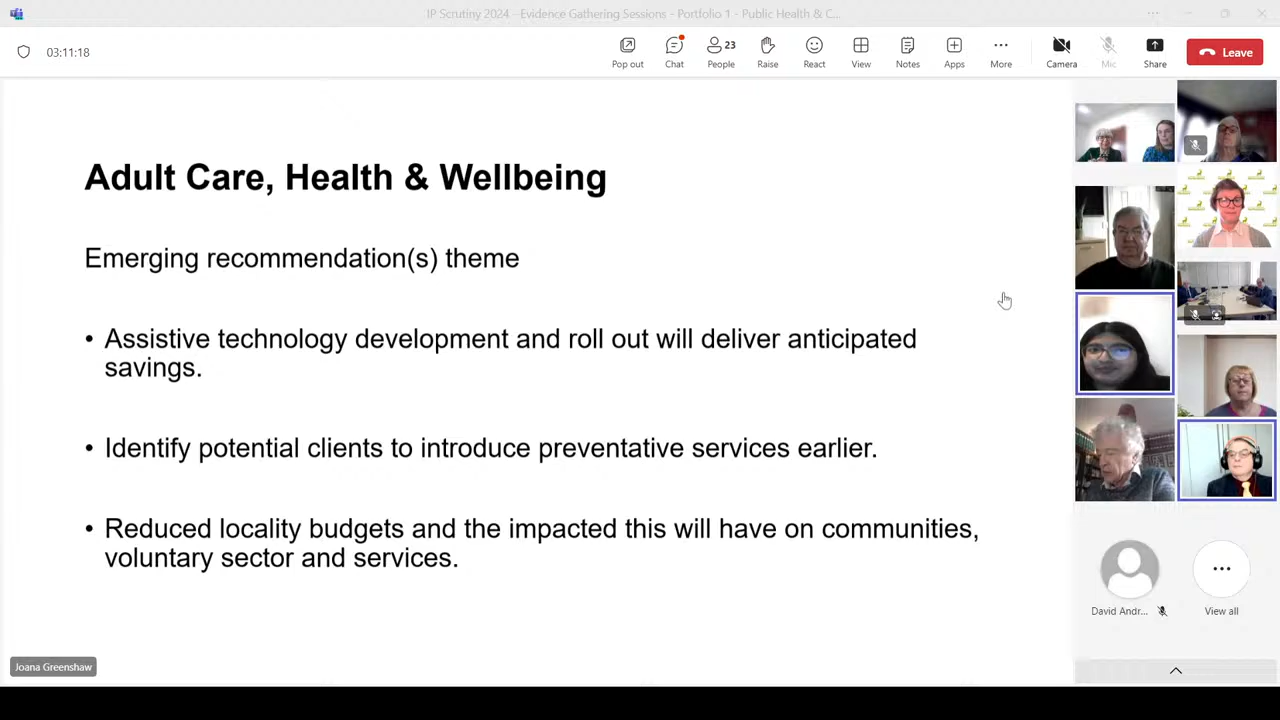 IP Scrutiny 2024 - Evidence Gathering Sessions - Portfolio 1 - Public Health & C...
03:11:18
Pop out
Chat
23
People
Raise
React
View
Notes
Apps
More
Camera
Mic
Share
Leave
Adult Care, Health & Wellbeing
Emerging recommendation(s) theme
• Assistive technology development and roll out will deliver anticipated
savings.
• Identify potential clients to introduce preventative services earlier.
• Reduced locality budgets and the impacted this will have on communities,
voluntary sector and services.
David Andr...
View all
Joana Greenshaw